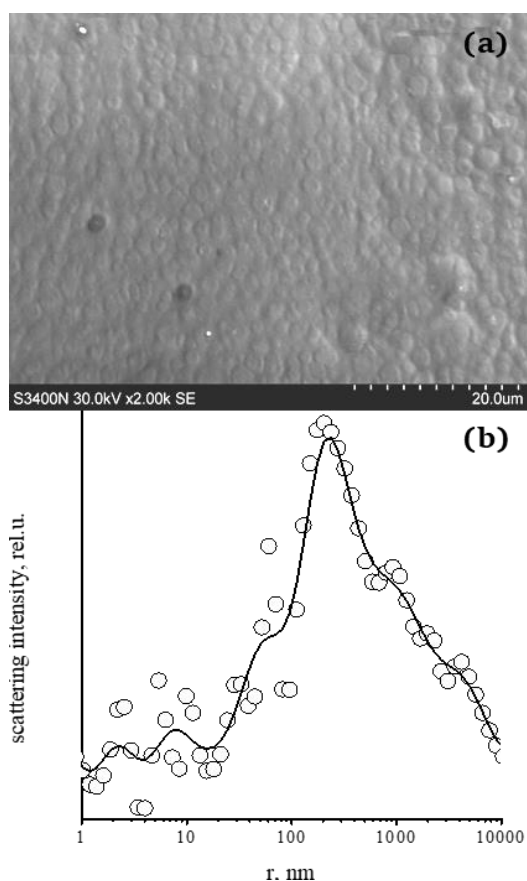 (a)
S3400N 30.0kV x2.00k SE 20.0um
(b)
scattering intensity, rel.u.
1 10 100 1000 10000
r, nm